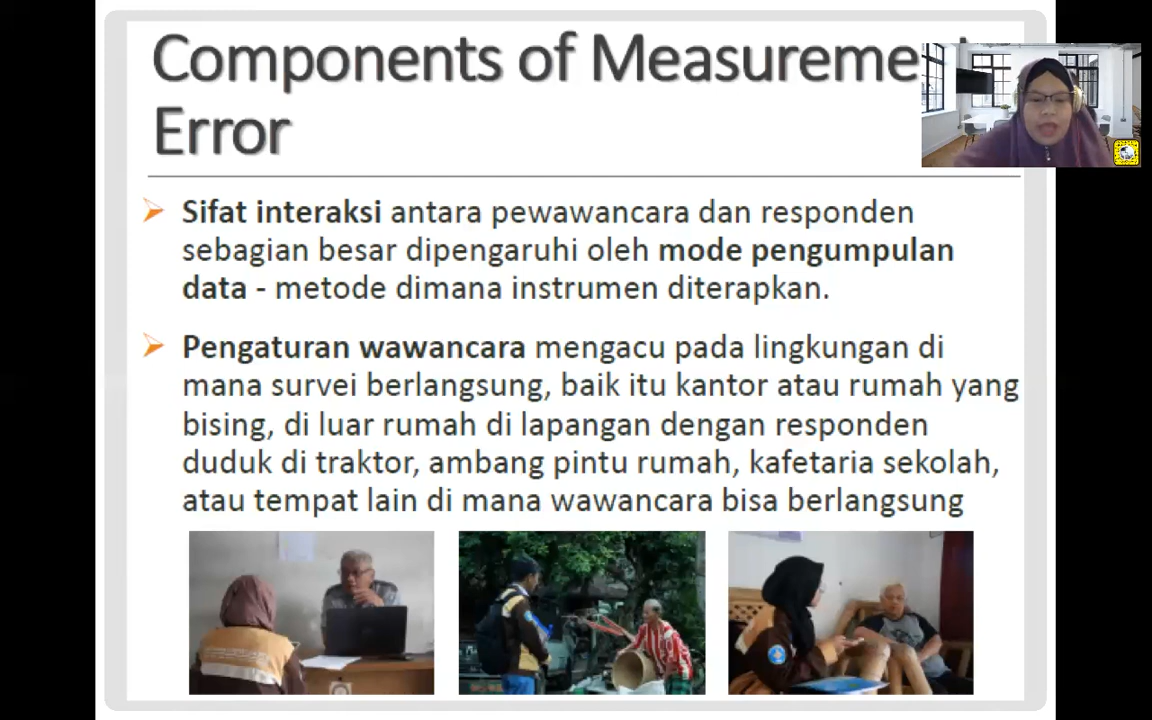 Components of Measureme
Error
Sifat interaksi antara pewawancara dan responden
sebagian besar dipengaruhi oleh mode pengumpulan
data - metode dimana instrumen diterapkan.
Pengaturan wawancara mengacu pada lingkungan di
mana survei berlangsung, baik itu kantor atau rumah yang
bising, di luar rumah di lapangan dengan responden
duduk di traktor, ambang pintu rumah, kafetaria sekolah,
atau tempat lain di mana wawancara bisa berlangsung